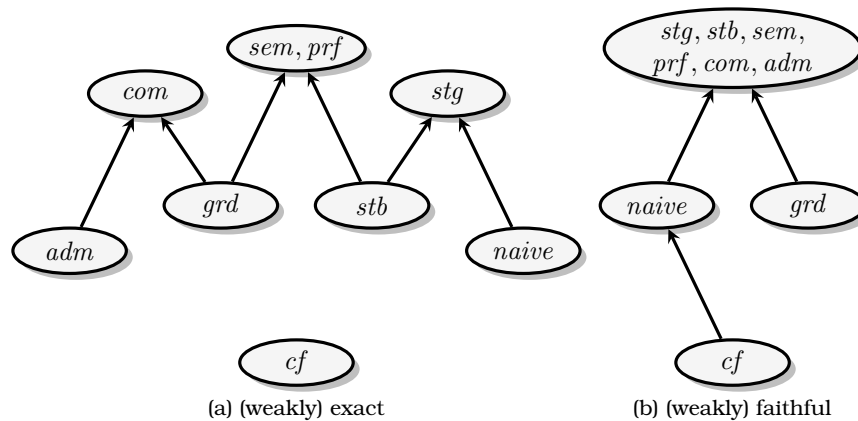 sem, prf
com
stg
grd
stb
adm
naive
cf
(a) (weakly) exact
stg, stb, sem,
prf, com, adm
naive
grd
cf
(b) (weakly) faithful